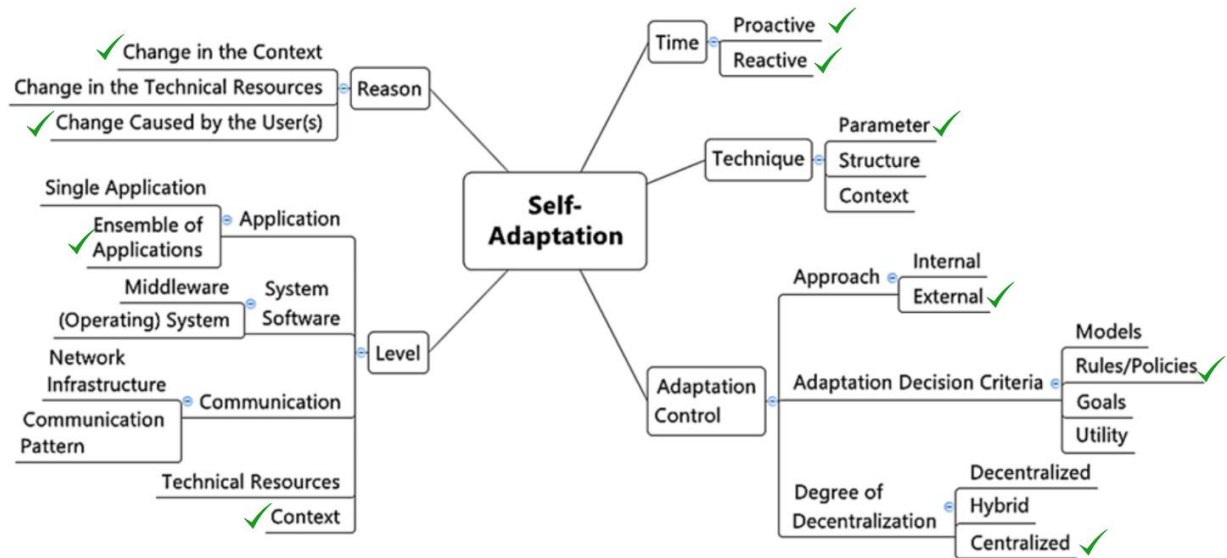 Self-
Adaptation
Time
Proactive
Reactive
Technique
Parameter
Structure
Context
Adaptation
Control
Approach
Internal
External
Adaptation Decision Criteria
Models
Rules/Policies
Goals
Utility
Degree of
Decentralization
Decentralized
Hybrid
Centralized
Reason
Change in the Context
Change in the Technical Resources
Change Caused by the User(s)
Level
Application
Single Application
Ensemble of
Applications
System
Software
Middleware
(Operating) System
Communication
Network
Infrastructure
Communication
Pattern
Technical Resources
Context